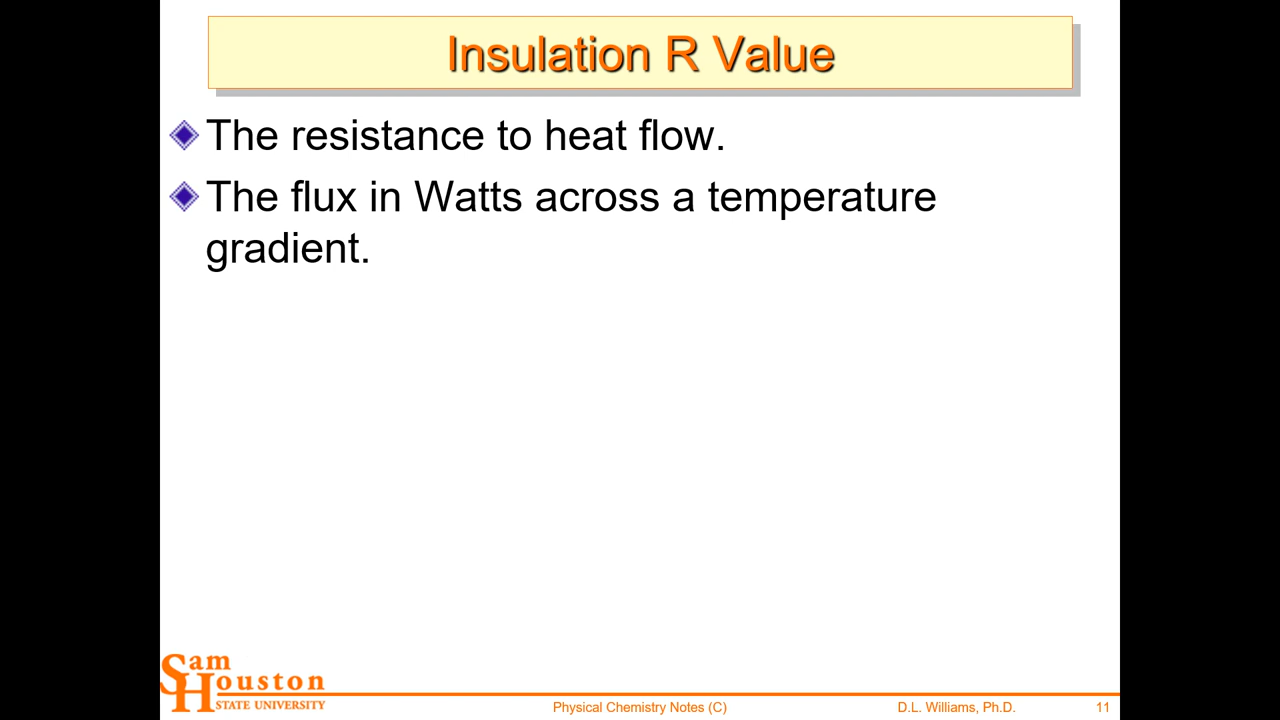 Insulation R Value
The resistance to heat flow.
The flux in Watts across a temperature
gradient.
Sam
Houston
STATE UNIVERSITY
Physical Chemistry Notes (C)
D.L. Williams, Ph.D.
11